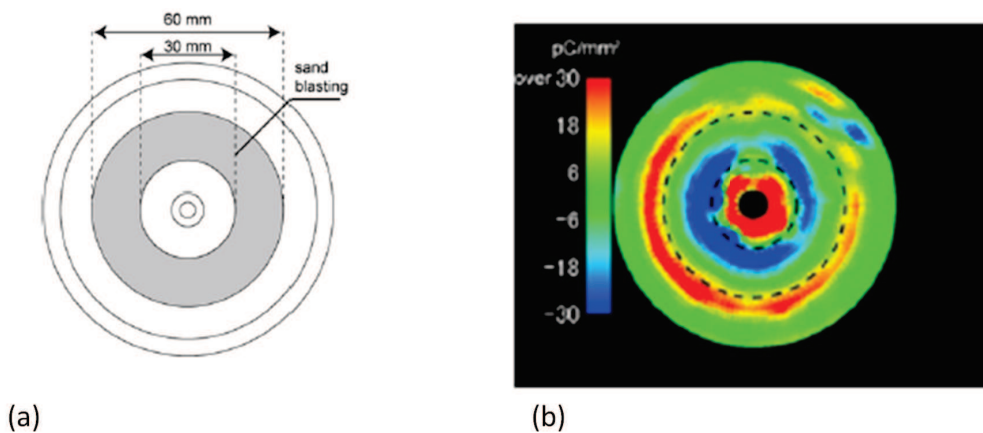 60 mm
30 mm
sand
blasting
pC/mm²
over 30
18
6
-6
-18
-30
(a)
(b)